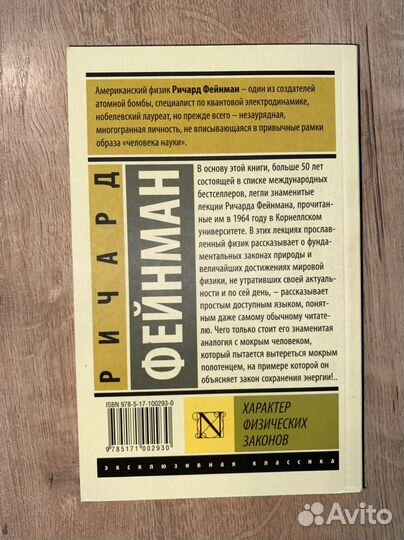 Американский физик Ричард Фейнман – один из создателей
атомной бомбы, специалист по квантовой электродинамике,
нобелевский лауреат, но прежде всего – незаурядная,
многогранная личность, не вписывающаяся в привычные рамки
образа «человека науки».
РИЧАРД
ФЕЙНМАН
В основу этой книги, больше 50 лет
состоящей в списке международных
бестселлеров, легли знаменитые
лекции Ричарда Фейнмана, прочитан-
ные им в 1964 году в Корнеллском
университете. В этих лекциях прослав-
ленный физик рассказывает о фунда-
ментальных законах природы и
величайших достижениях мировой
физики, не утративших своей актуаль-
ности и по сей день, – рассказывает
простым доступным языком, понят-
ным даже самому обычному читате-
лю. Чего только стоит его знаменитая
аналогия с мокрым человеком,
который пытается вытереться мокрым
полотенцем, на примере которой он
объясняет закон сохранения энергии!..
ISBN 978-5-17-100293-0
9 785171 002930
N
ХАРАКТЕР
ФИЗИЧЕСКИХ
ЗАКОНОВ
эксклюзивная классика
Avito